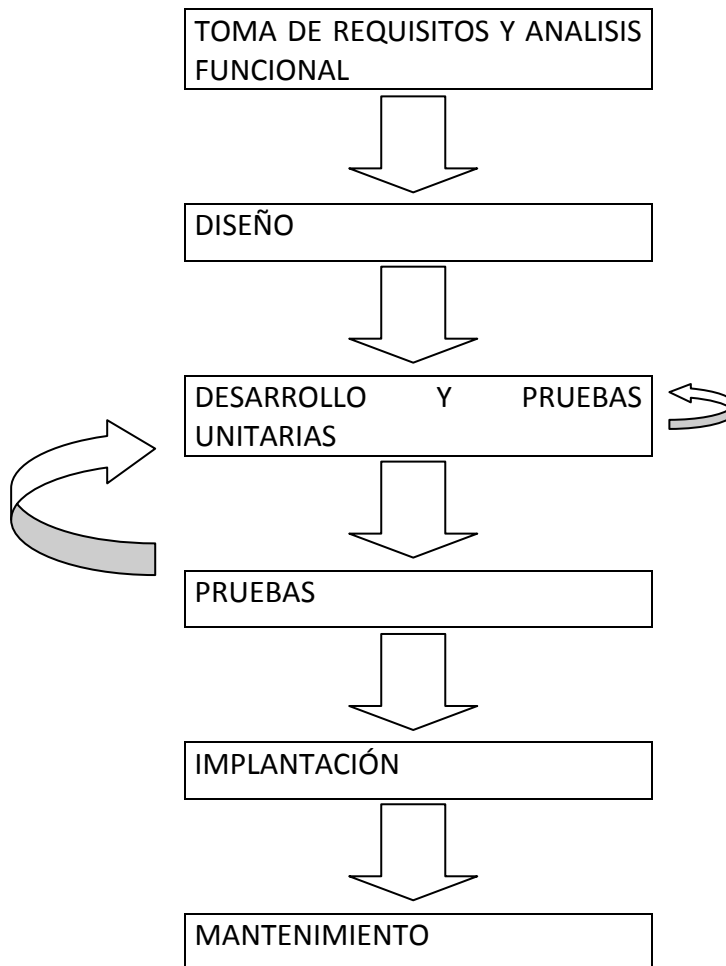 TOMA DE REQUISITOS Y ANALISIS
FUNCIONAL
DISEÑO
DESARROLLO Y PRUEBAS
UNITARIAS
PRUEBAS
IMPLANTACIÓN
MANTENIMIENTO